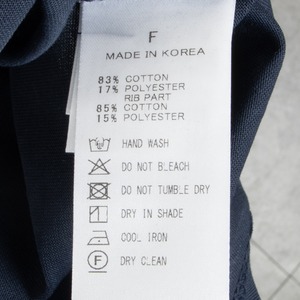 F
MADE IN KOREA
83% COTTON
17% POLYESTER
RIB PART
85% COTTON
15% POLYESTER
HAND WASH
DO NOT BLEACH
DO NOT TUMBLE DRY
DRY IN SHADE
COOL IRON
F DRY CLEAN